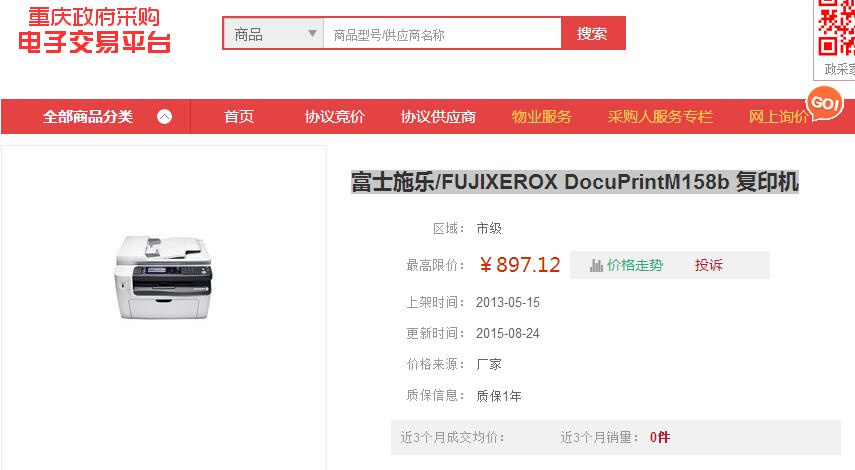 重庆政府采购
电子交易平台
商品
商品型号/供应商名称
搜索
政采
GO!
全部商品分类 首页 协议竞价 协议供应商 物业服务 采购人服务专栏 网上询价
富士施乐/FUJIXEROX DocuPrintM158b 复印机
区域： 市级
最高限价： ￥897.12 价格走势 投诉
上架时间： 2013-05-15
更新时间： 2015-08-24
价格来源： 厂家
质保信息： 质保1年
近3个月成交均价： 近3个月销量： 0件